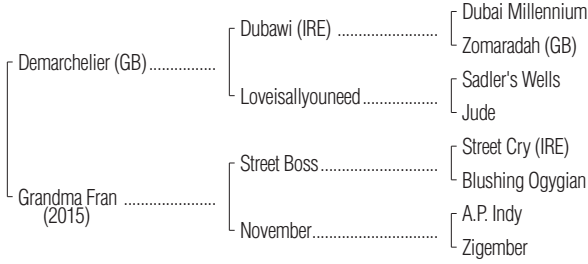 Dubai Millennium
Dubawi (IRE) ....................
Zomaradah (GB)
Demarchelier (GB)...............
Sadler's Wells
Loveisallyouneed...............
Jude
Street Cry (IRE)
Street Boss.......................
Blushing Ogygian
Grandma Fran ....................
(2015)
A.P. Indy
November.........................
Zigember